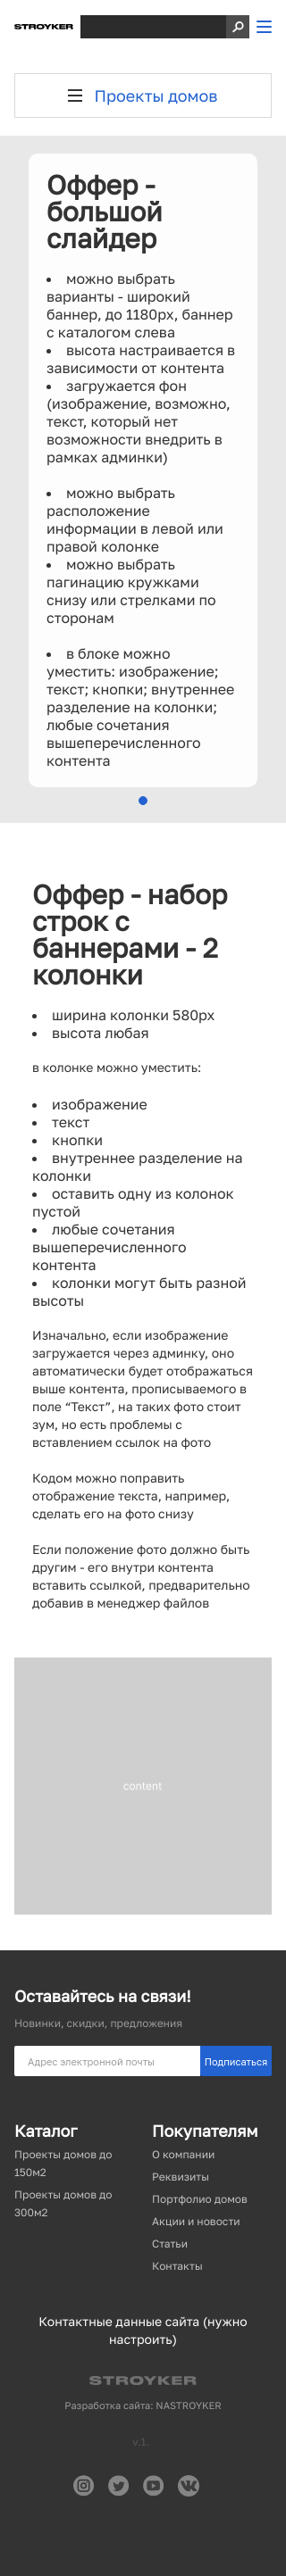 STROYKER
Проекты домов
Оффер -
большой
слайдер
• можно выбрать
варианты - широкий
баннер, до 1180px, баннер
с каталогом слева
• высота настраивается в
зависимости от контента
• загружается фон
(изображение, возможно,
текст, который нет
возможности внедрить в
рамках админки)
• можно выбрать
расположение
информации в левой или
правой колонке
• можно выбрать
пагинацию кружками
снизу или стрелками по
сторонам
• в блоке можно
уместить: изображение;
текст; кнопки; внутреннее
разделение на колонки;
любые сочетания
вышеперечисленного
контента
Оффер - набор
строк с
баннерами - 2
колонки
• ширина колонки 580px
• высота любая
в колонке можно уместить:
• изображение
• текст
• кнопки
• внутреннее разделение на
колонки
• оставить одну из колонок
пустой
• любые сочетания
вышеперечисленного
контента
• колонки могут быть разной
высоты
Изначально, если изображение
загружается через админку, оно
автоматически будет отображаться
выше контента, прописываемого в
поле “Текст”, на таких фото стоит
зум, но есть проблемы с
вставлением ссылок на фото
Кодом можно поправить
отображение текста, например,
сделать его на фото снизу
Если положение фото должно быть
другим - его внутри контента
вставить ссылкой, предварительно
добавив в менеджер файлов
content
Оставайтесь на связи!
Новинки, скидки, предложения
Адрес электронной почты
Подписаться
Каталог
Проекты домов до
150м2
Проекты домов до
300м2
Покупателям
О компании
Реквизиты
Портфолио домов
Акции и новости
Статьи
Контакты
Контактные данные сайта (нужно
настроить)
STROYKER
Разработка сайта: NASTROYKER
v.1.